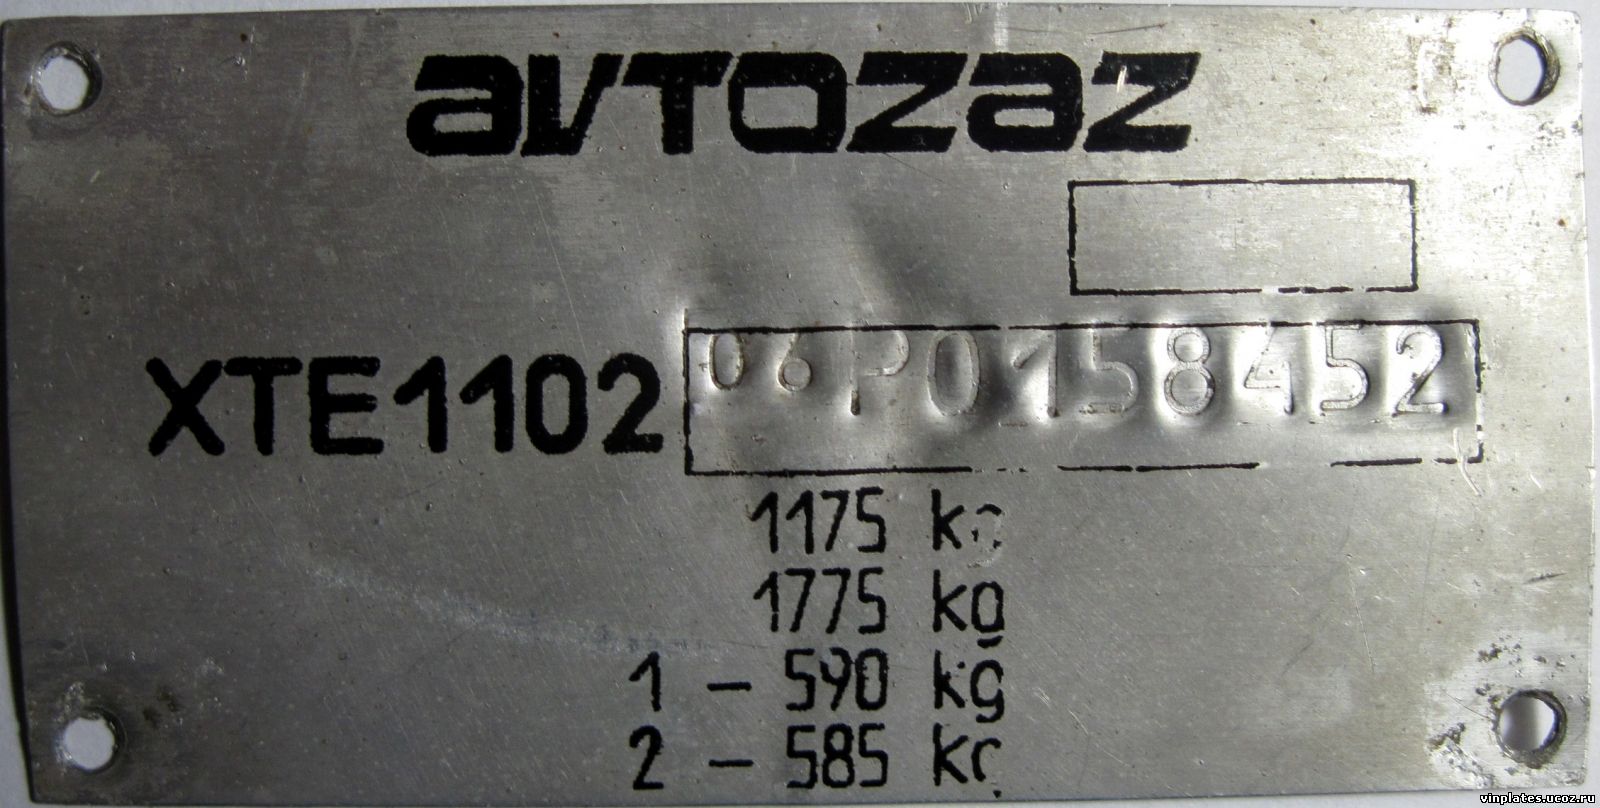 avtozaz
XTE1102 06P0158452
1175 kg
1775 kg
1 – 590 kg
2 – 585 kg
vinplates.ucoz.ru